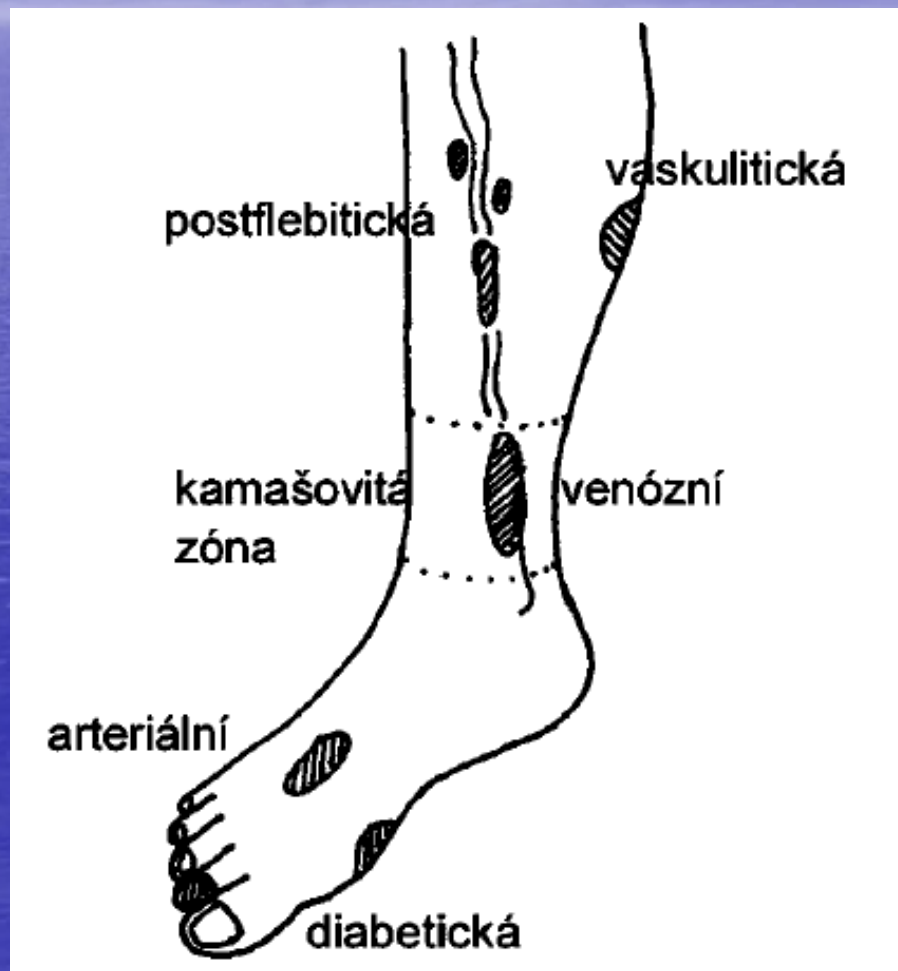 vaskulitická
postflebitická
kamašovitá
zóna
venózní
arteriální
diabetická